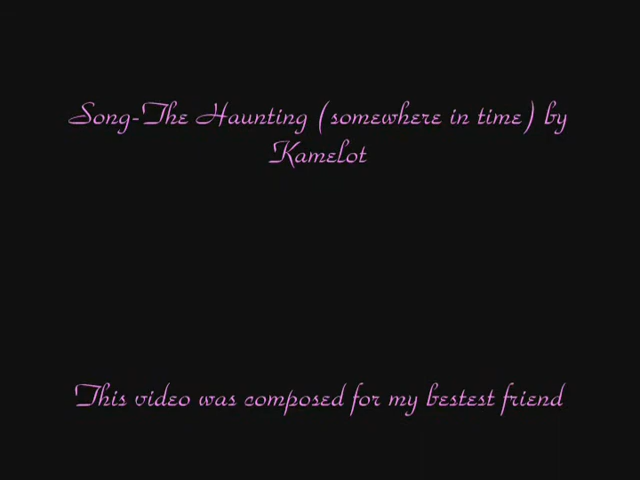 Song-The Haunting (somewhere in time) by
Kamelot
This video was composed for my bestest friend